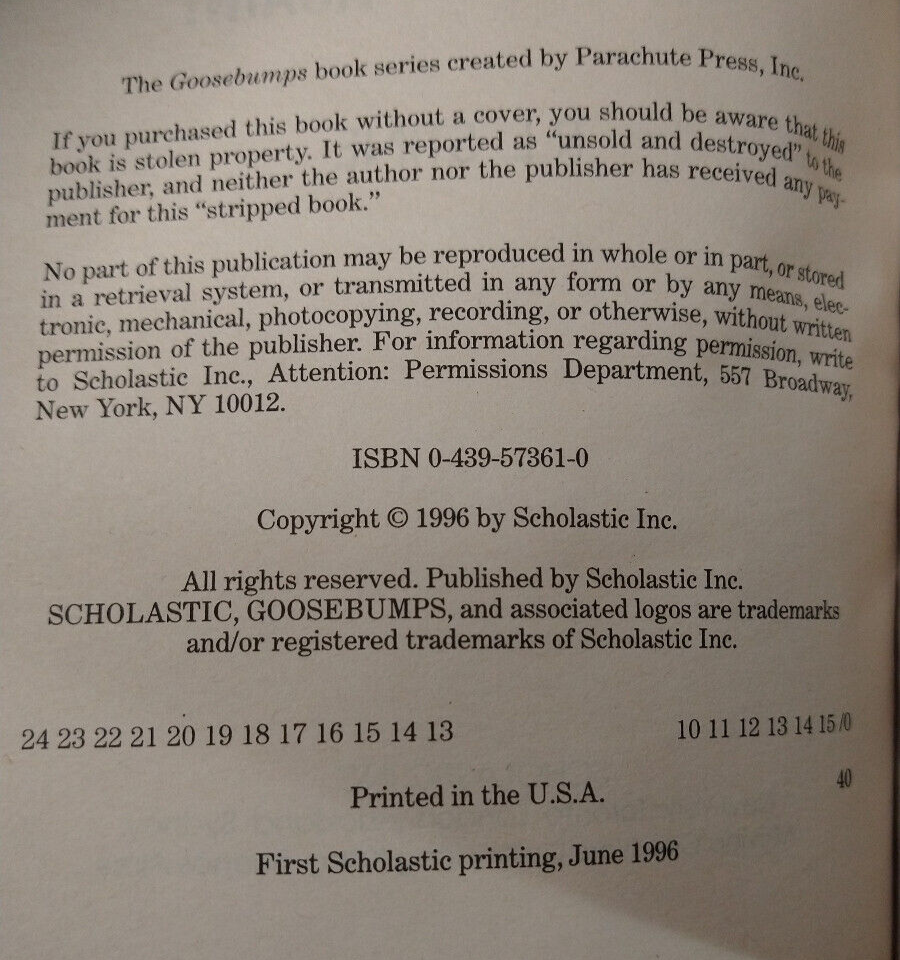 The Goosebumps book series created by Parachute Press, Inc.
If you purchased this book without a cover, you should be aware that this
book is stolen property. It was reported as “unsold and destroyed” to the
publisher, and neither the author nor the publisher has received any pay-
ment for this “stripped book.”
No part of this publication may be reproduced in whole or in part, or stored
in a retrieval system, or transmitted in any form or by any means, elec-
tronic, mechanical, photocopying, recording, or otherwise, without written
permission of the publisher. For information regarding permission, write
to Scholastic Inc., Attention: Permissions Department, 557 Broadway,
New York, NY 10012.
ISBN 0-439-57361-0
Copyright © 1996 by Scholastic Inc.
All rights reserved. Published by Scholastic Inc.
SCHOLASTIC, GOOSEBUMPS, and associated logos are trademarks
and/or registered trademarks of Scholastic Inc.
24 23 22 21 20 19 18 17 16 15 14 13 10 11 12 13 14 15/0
40
Printed in the U.S.A.
First Scholastic printing, June 1996